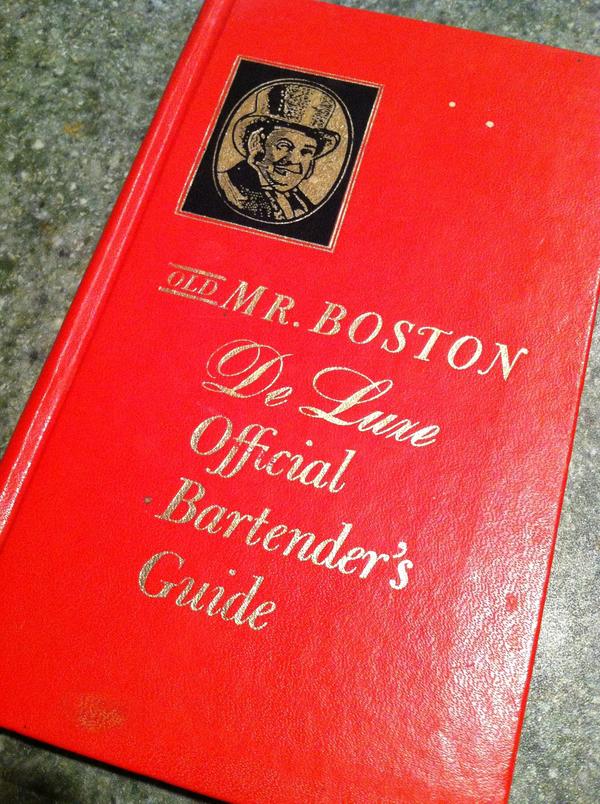 OLD MR. BOSTON
De Luxe
Official
Bartender's
Guide